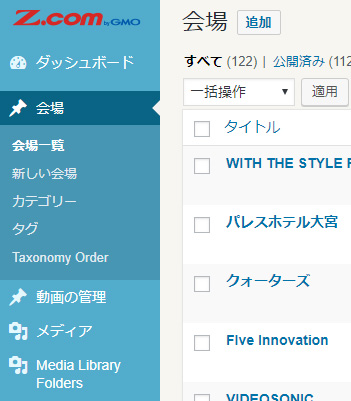 Z.com byGMO
ダッシュボード
会場
会場一覧
新しい会場
カテゴリー
タグ
Taxonomy Order
動画の管理
メディア
Media Library
Folders
会場 追加
すべて (122) | 公開済み (112
一括操作 適用
タイトル
WITH THE STYLE F
パレスホテル大宮
クォーターズ
FIve Innovation
VIDEOSONIC